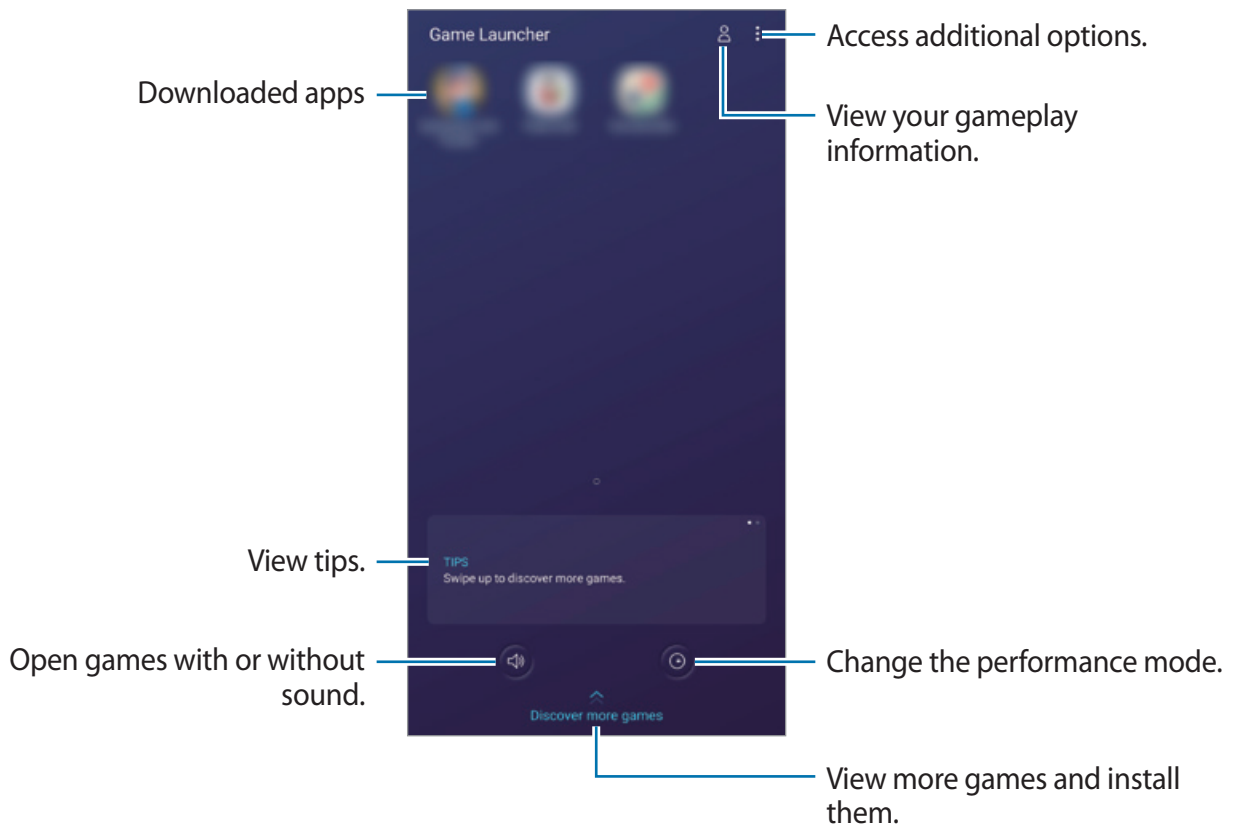 Game Launcher
Access additional options.
Downloaded apps
View your gameplay
information.
View tips.
TIPS
Swipe up to discover more games.
Open games with or without
sound.
Change the performance mode.
Discover more games
View more games and install
them.